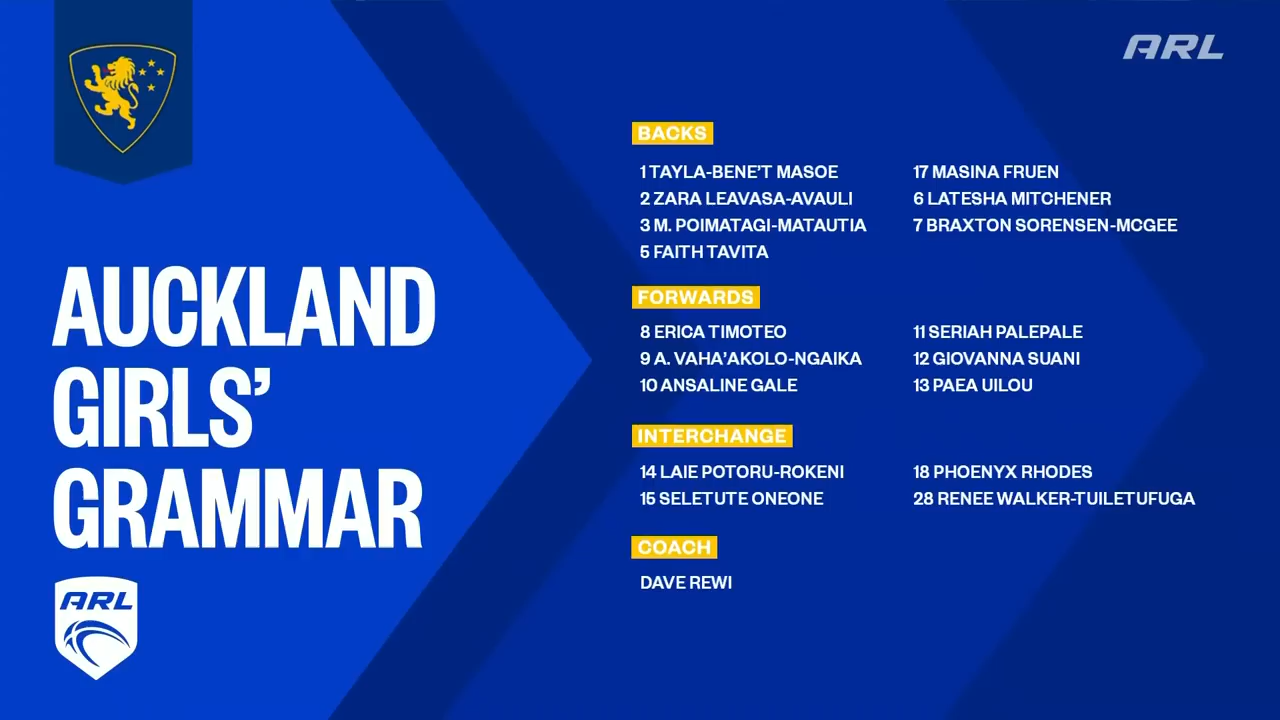 ARL
AUCKLAND
GIRLS’
GRAMMAR
ARL
BACKS
1 TAYLA-BENE’T MASOE
2 ZARA LEAVASA-AVAULI
3 M. POIMATAGI-MATAUTIA
5 FAITH TAVITA
17 MASINA FRUEN
6 LATESHA MITCHENER
7 BRAXTON SORENSEN-MCGEE
FORWARDS
8 ERICA TIMOTEO
9 A. VAHA’AKOLO-NGAIKA
10 ANSALINE GALE
11 SERIAH PALEPALE
12 GIOVANNA SUANI
13 PAEA UILOU
INTERCHANGE
14 LAIE POTORU-ROKENI
15 SELETUTE ONEONE
18 PHOENYX RHODES
28 RENEE WALKER-TUILETUFUGA
COACH
DAVE REWI